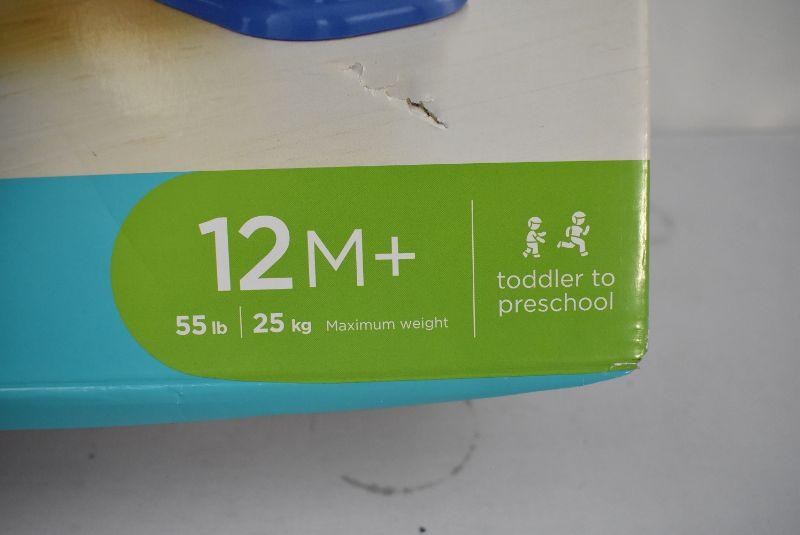 12M+
55 lb | 25 kg Maximum weight
toddler to
preschool